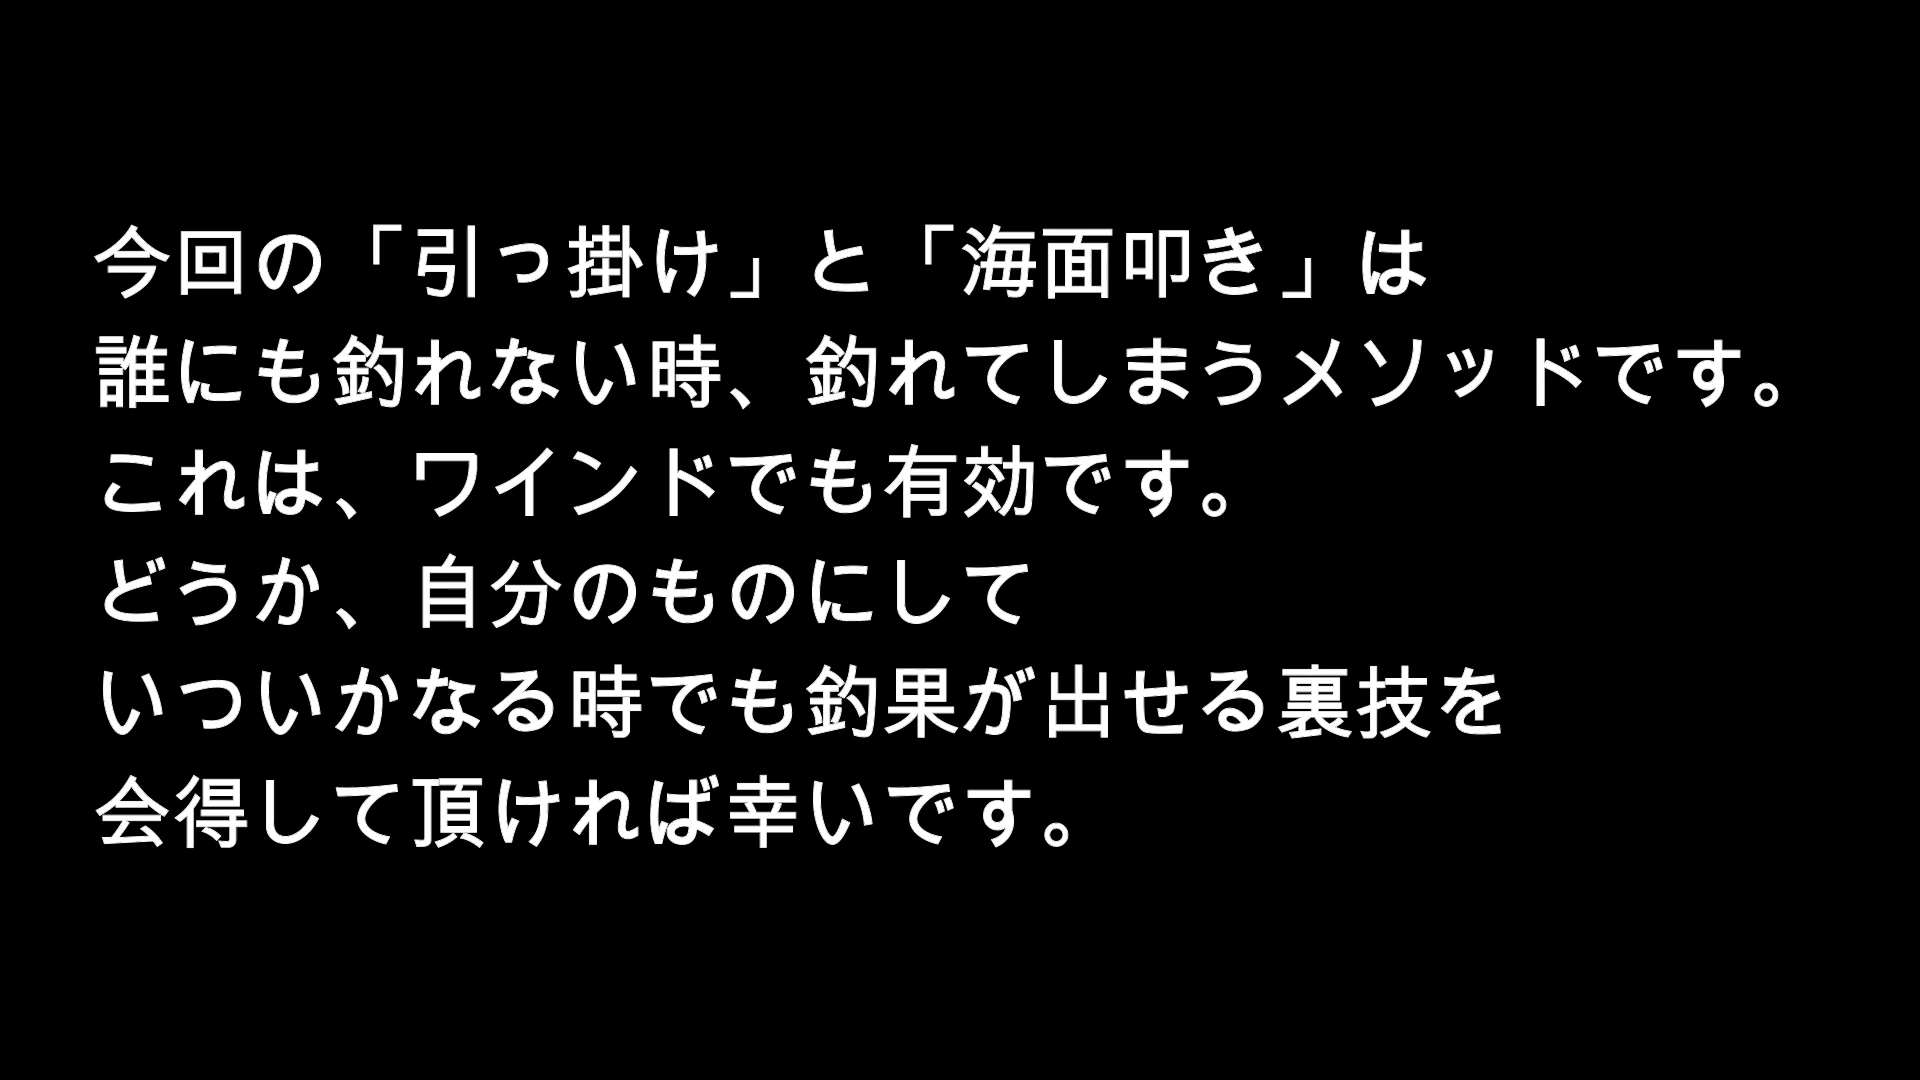 今回の「引っ掛け」と「海面叩き」は
誰にも釣れない時、釣れてしまうメソッドです。
これは、ワインドでも有効です。
どうか、自分のものにして
いついかなる時でも釣果が出せる裏技を
会得して頂ければ幸いです。